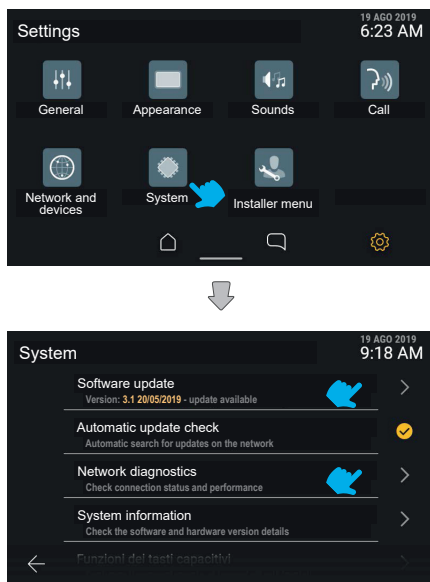 19 AGO 2019
Settings 6:23 AM
General Appearance Sounds Call
Network and
devices
System
Installer menu
19 AGO 2019
System 9:18 AM
Software update
Version: 3.1 20/05/2019 - update available
Automatic update check
Automatic search for updates on the network
Network diagnostics
Check connection status and performance
System information
Check the software and hardware version details
Funzioni dei tasti capacitivi